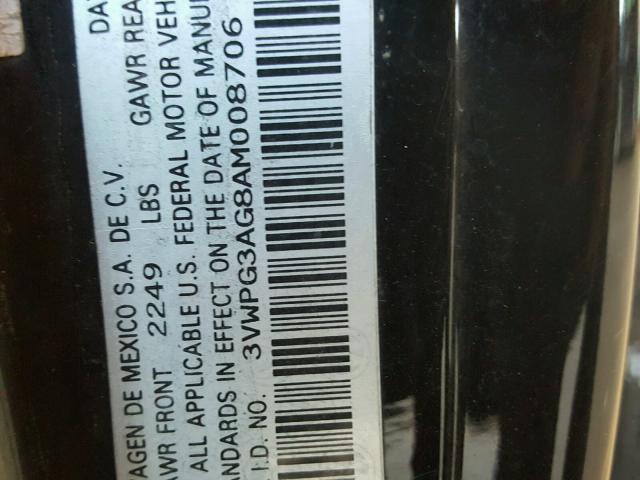 AGEN DE MEXICO S.A. DE C.V. DA
AWR FRONT 2249 LBS GAWR REA
ALL APPLICABLE U.S. FEDERAL MOTOR VEH
ANDARDS IN EFFECT ON THE DATE OF MANU
I.D. NO. 3VWPG3AG8AM008706